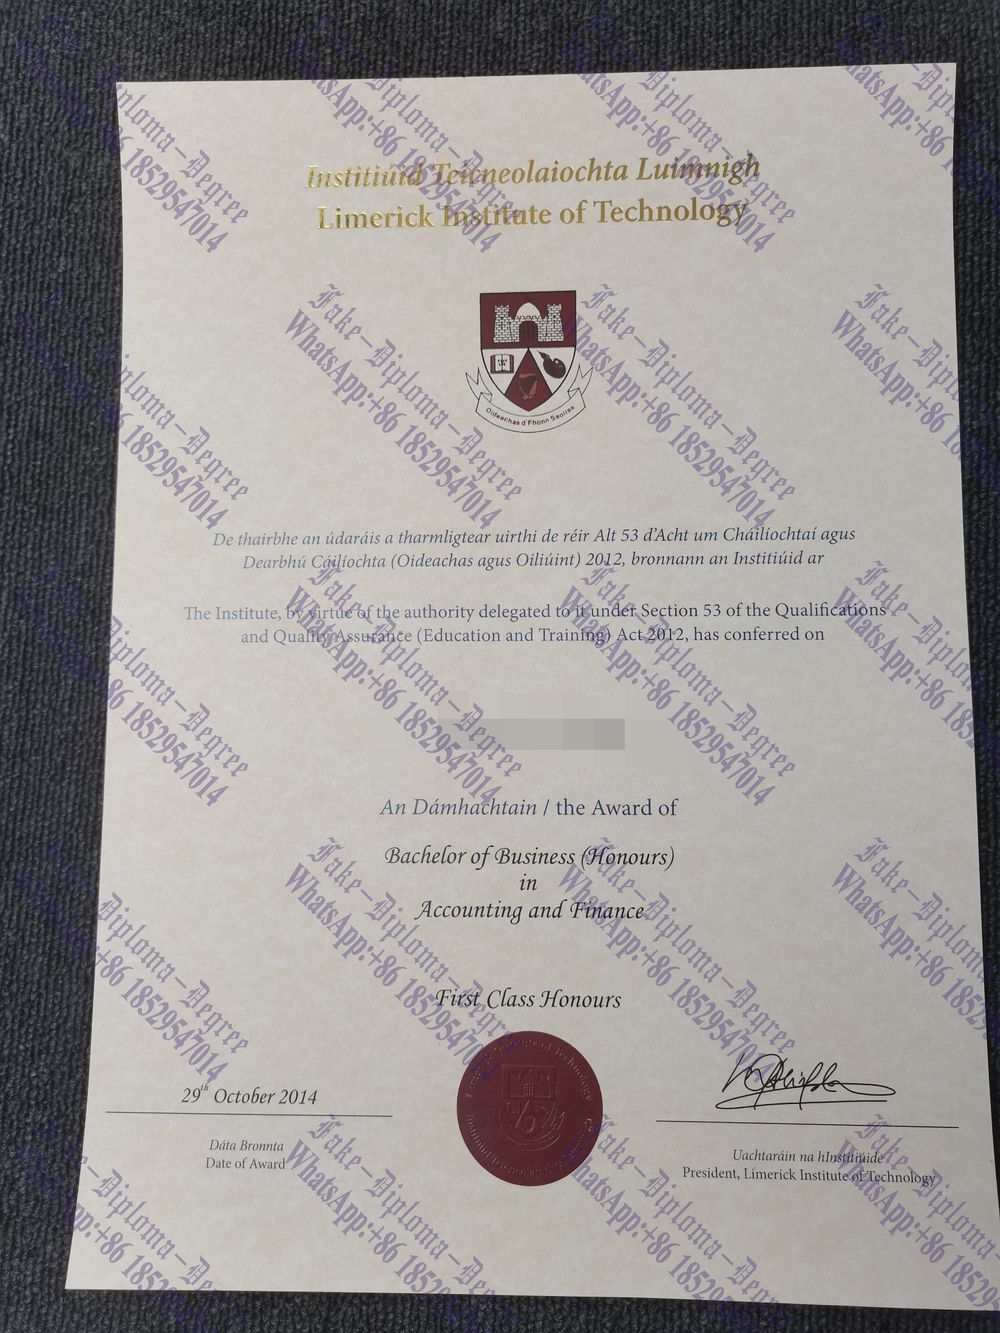 Institiúid Teicneolaiochta Luimnigh
Limerick Institute of Technology
Oideachas d'Fhonn Saoirse
De thairbhe an údaráis a tharmligtear uirthi de réir Alt 53 d'Acht um Cháilíochtaí agus
Dearbhú Cáilíochta (Oideachas agus Oiliúint) 2012, bronnann an Institiúid ar
The Institute, by virtue of the authority delegated to it under Section 53 of the Qualifications
and Quality Assurance (Education and Training) Act 2012, has conferred on
An Dámhachtain / the Award of
Bachelor of Business (Honours)
in
Accounting and Finance
First Class Honours
29th October 2014
Dáta Bronnta
Date of Award
Uachtaráin na hInstitiúide
President, Limerick Institute of Technology
Fake-Diploma-Degree
WhatsApp:+86 18529547014